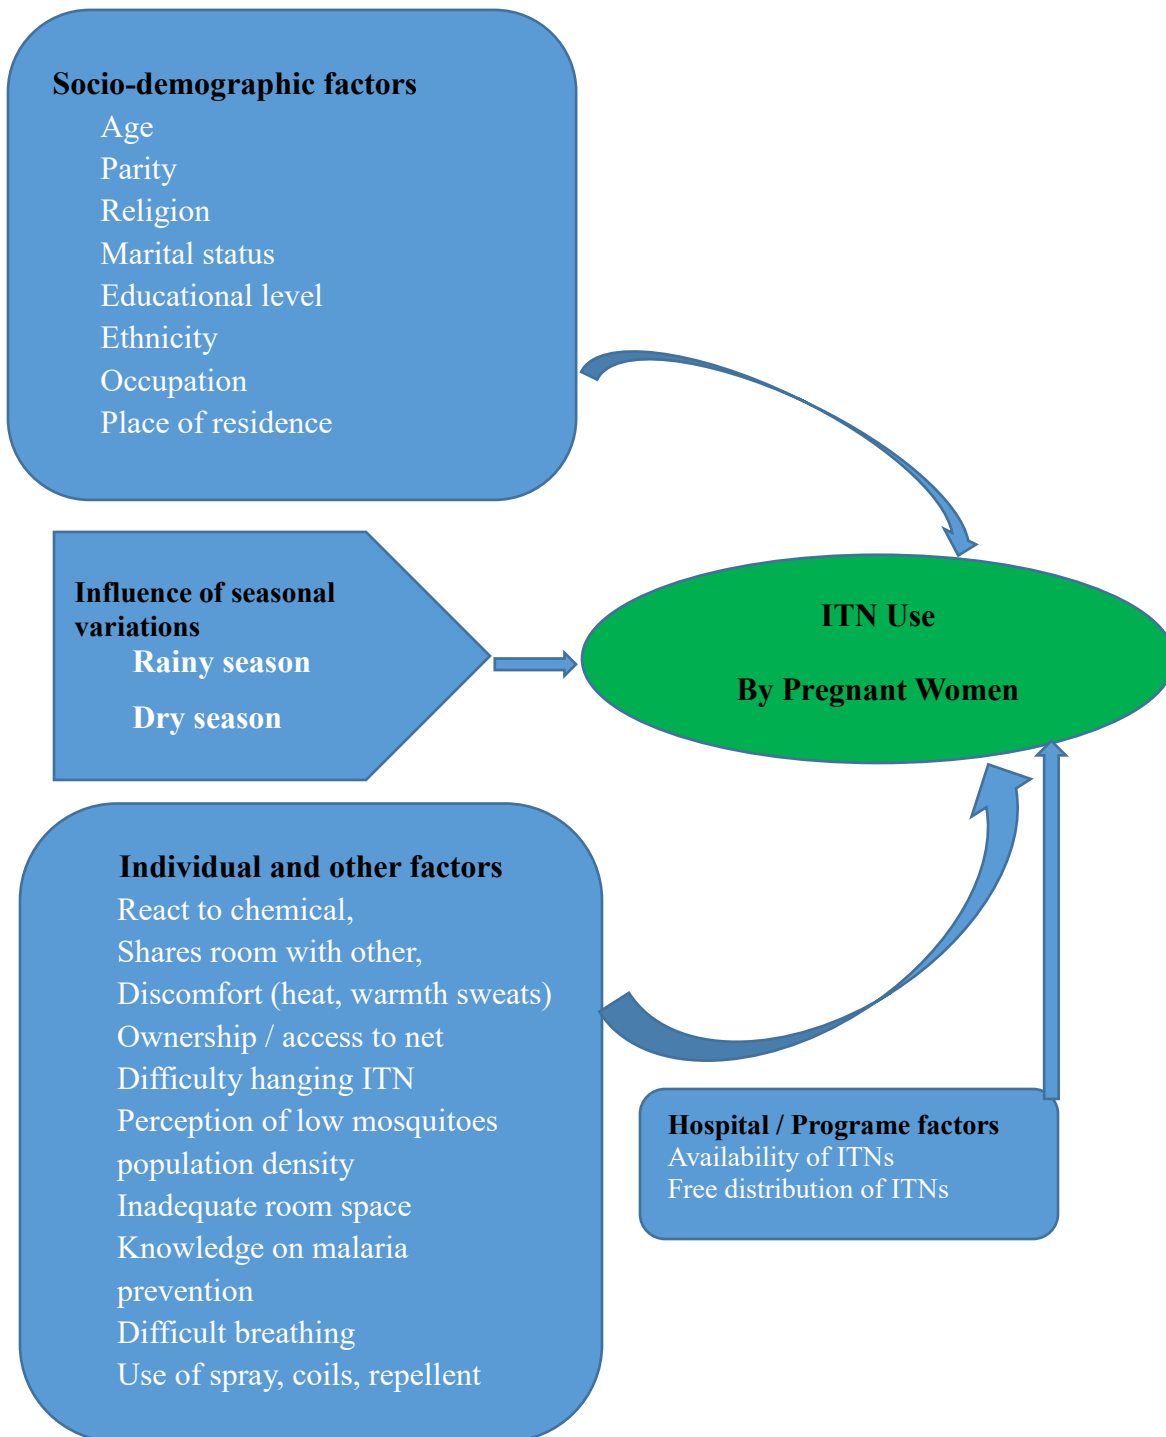 Socio-demographic factors
Age
Parity
Religion
Marital status
Educational level
Ethnicity
Occupation
Place of residence
Influence of seasonal
variations
Rainy season
Dry season
ITN Use
By Pregnant Women
Individual and other factors
React to chemical,
Shares room with other,
Discomfort (heat, warmth sweats)
Ownership / access to net
Difficulty hanging ITN
Perception of low mosquitoes
population density
Inadequate room space
Knowledge on malaria
prevention
Difficult breathing
Use of spray, coils, repellent
Hospital / Programe factors
Availability of ITNs
Free distribution of ITNs